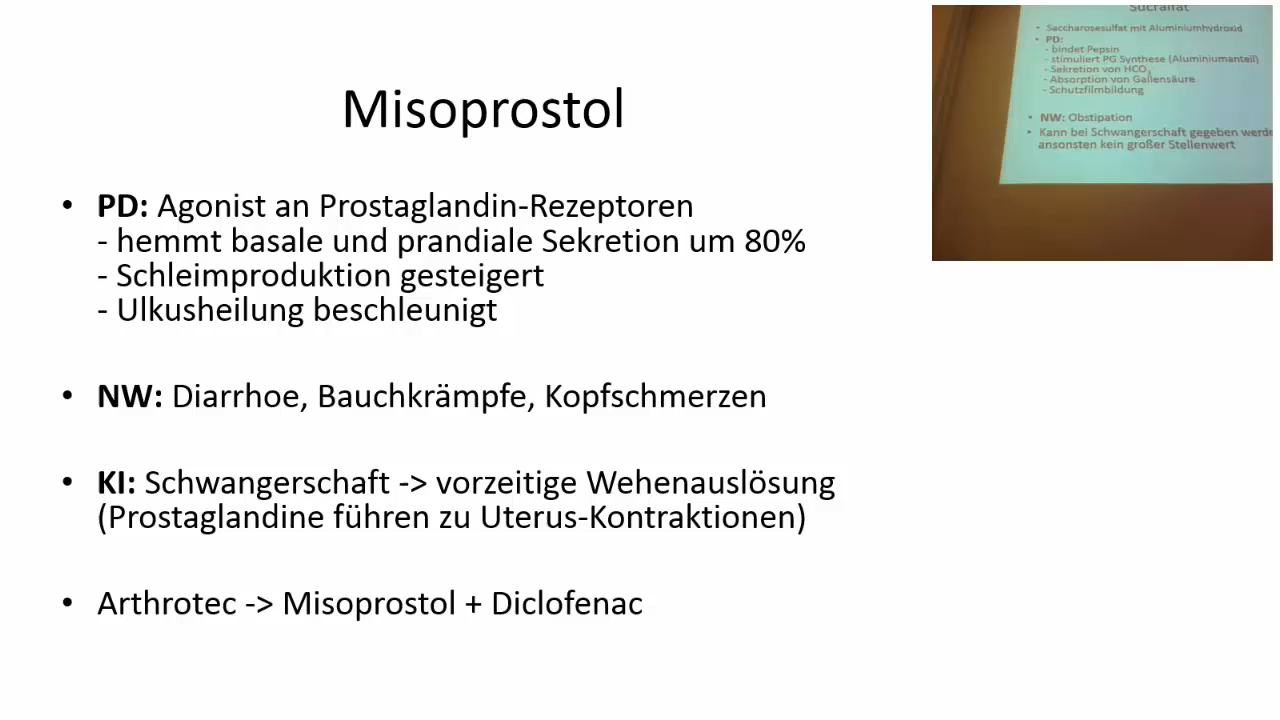 Misoprostol
• PD: Agonist an Prostaglandin-Rezeptoren
- hemmt basale und prandiale Sekretion um 80%
- Schleimproduktion gesteigert
- Ulkusheilung beschleunigt
• NW: Diarrhoe, Bauchkrämpfe, Kopfschmerzen
• KI: Schwangerschaft -> vorzeitige Wehenauslösung
(Prostaglandine führen zu Uterus-Kontraktionen)
• Arthrotec -> Misoprostol + Diclofenac
Sucralfat
• Saccharosesulfat mit Aluminiumhydroxid
• PD:
- bindet Pepsin
- stimuliert PG Synthese (Aluminiumanteil)
- Sekretion von HCO3
- Absorption von Gallensäure
- Schutzfilmbildung
• NW: Obstipation
• Kann bei Schwangerschaft gegeben werde
ansonsten kein großer Stellenwert